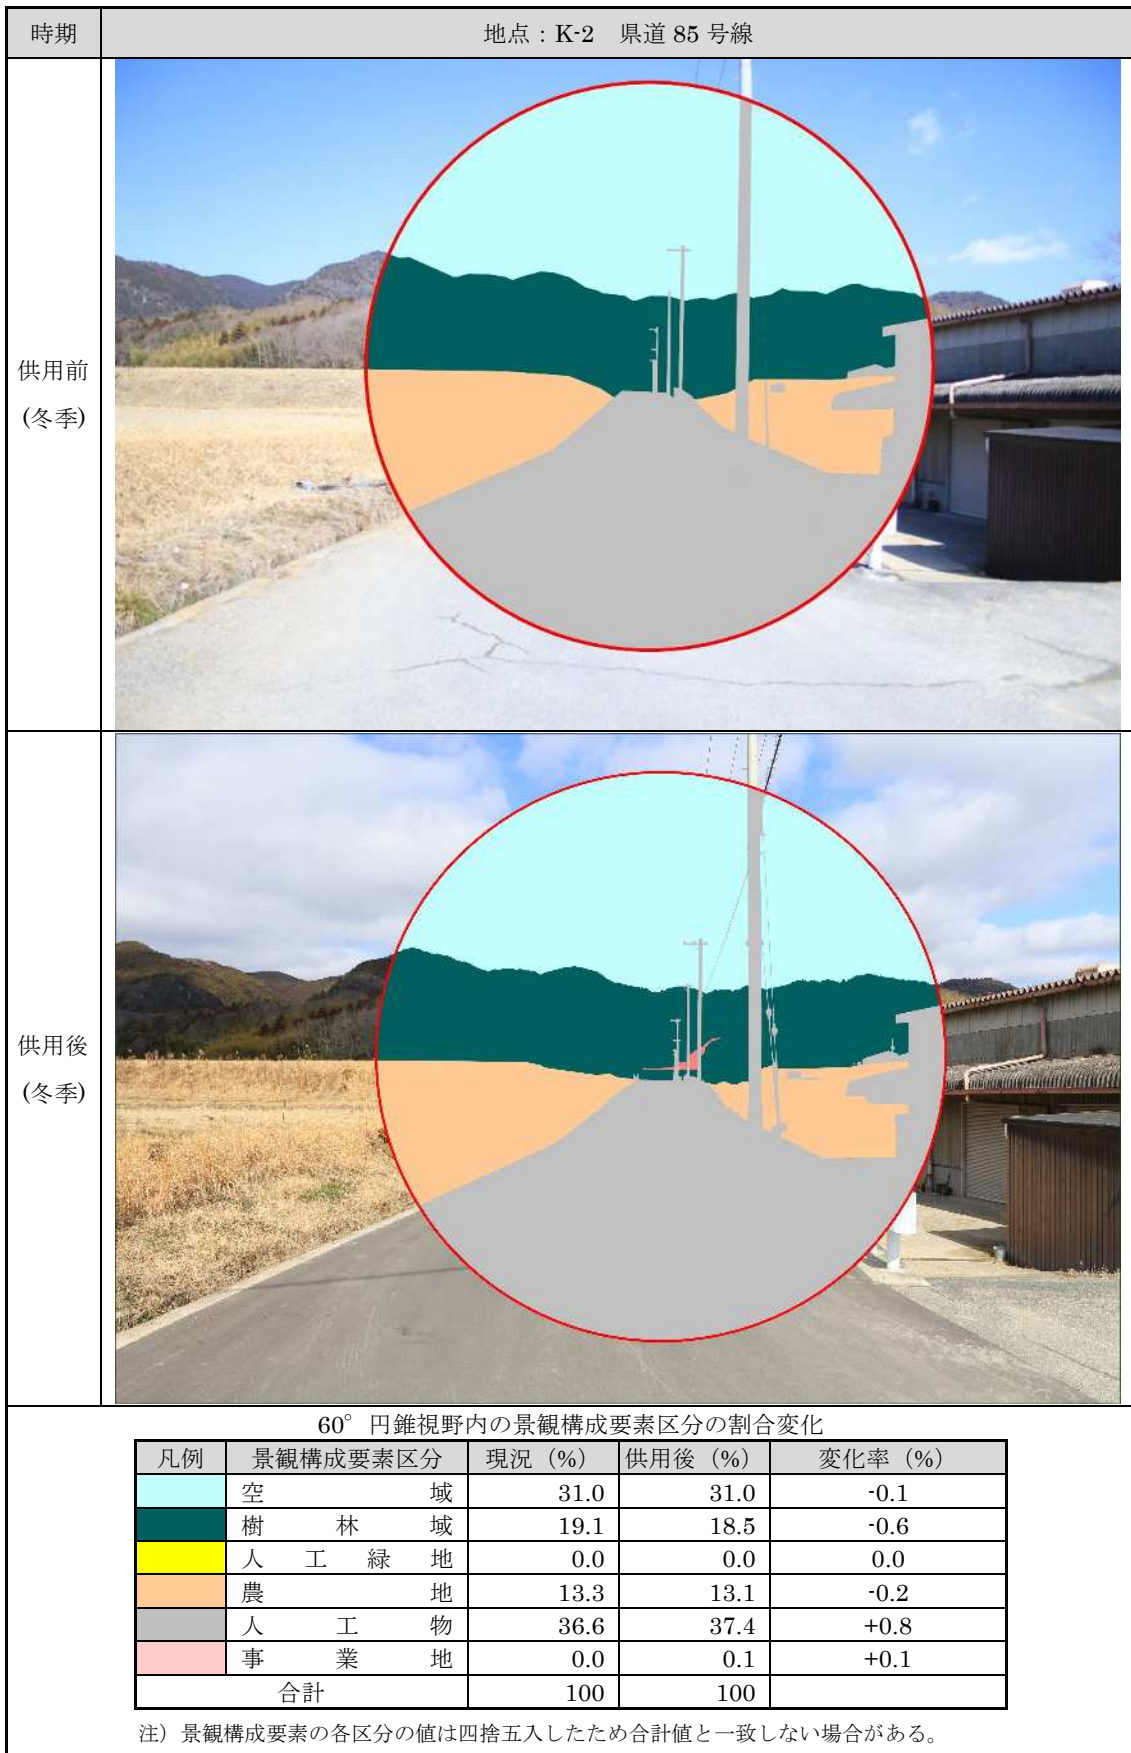 時期 地点：K-2 県道 85 号線
供用前
(冬季)
供用後
(冬季)
60° 円錐視野内の景観構成要素区分の割合変化
凡例 景観構成要素区分 現況（%） 供用後（%） 変化率（%）
空域 31.0 31.0 -0.1
樹林域 19.1 18.5 -0.6
人工緑地 0.0 0.0 0.0
農地 13.3 13.1 -0.2
人工物 36.6 37.4 +0.8
事業地 0.0 0.1 +0.1
合計 100 100
注）景観構成要素の各区分の値は四捨五入したため合計値と一致しない場合がある。